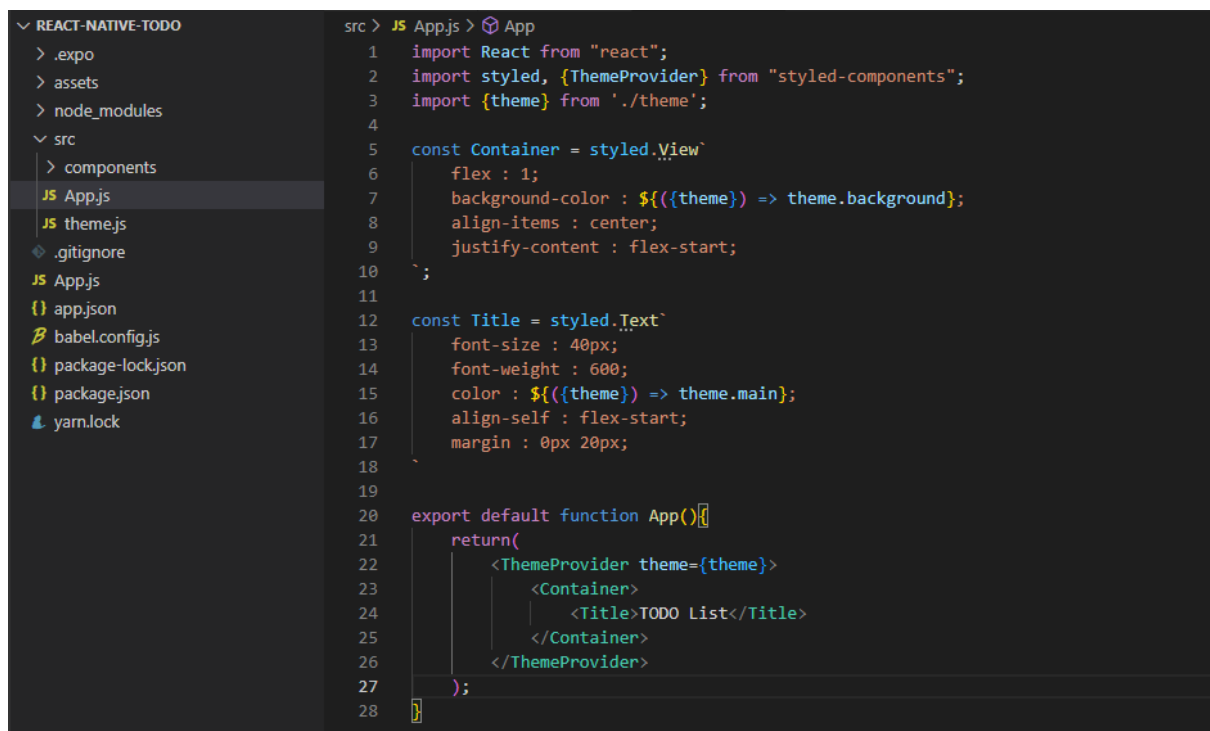 REACT-NATIVE-TODO
.expo
assets
node_modules
src
components
JS App.js
JS theme.js
.gitignore
JS App.js
{} app.json
babel.config.js
{} package-lock.json
{} package.json
yarn.lock
src > JS App.js > App
1 import React from "react";
2 import styled, {ThemeProvider} from "styled-components";
3 import {theme} from './theme';
4
5 const Container = styled.View`
6     flex : 1;
7     background-color : ${({theme}) => theme.background};
8     align-items : center;
9     justify-content : flex-start;
10 `;
11
12 const Title = styled.Text`
13     font-size : 40px;
14     font-weight : 600;
15     color : ${({theme}) => theme.main};
16     align-self : flex-start;
17     margin : 0px 20px;
18 `
19
20 export default function App(){
21     return(
22         <ThemeProvider theme={theme}>
23             <Container>
24                 <Title>TODO List</Title>
25             </Container>
26         </ThemeProvider>
27     );
28 }